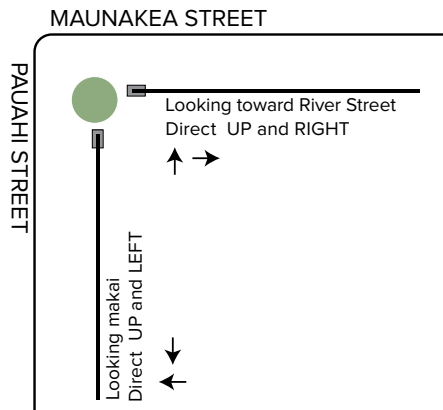 MAUNAKEA STREET
PAUAHI STREET
Looking toward River Street
Direct  UP and RIGHT
Looking makai
Direct  UP and LEFT